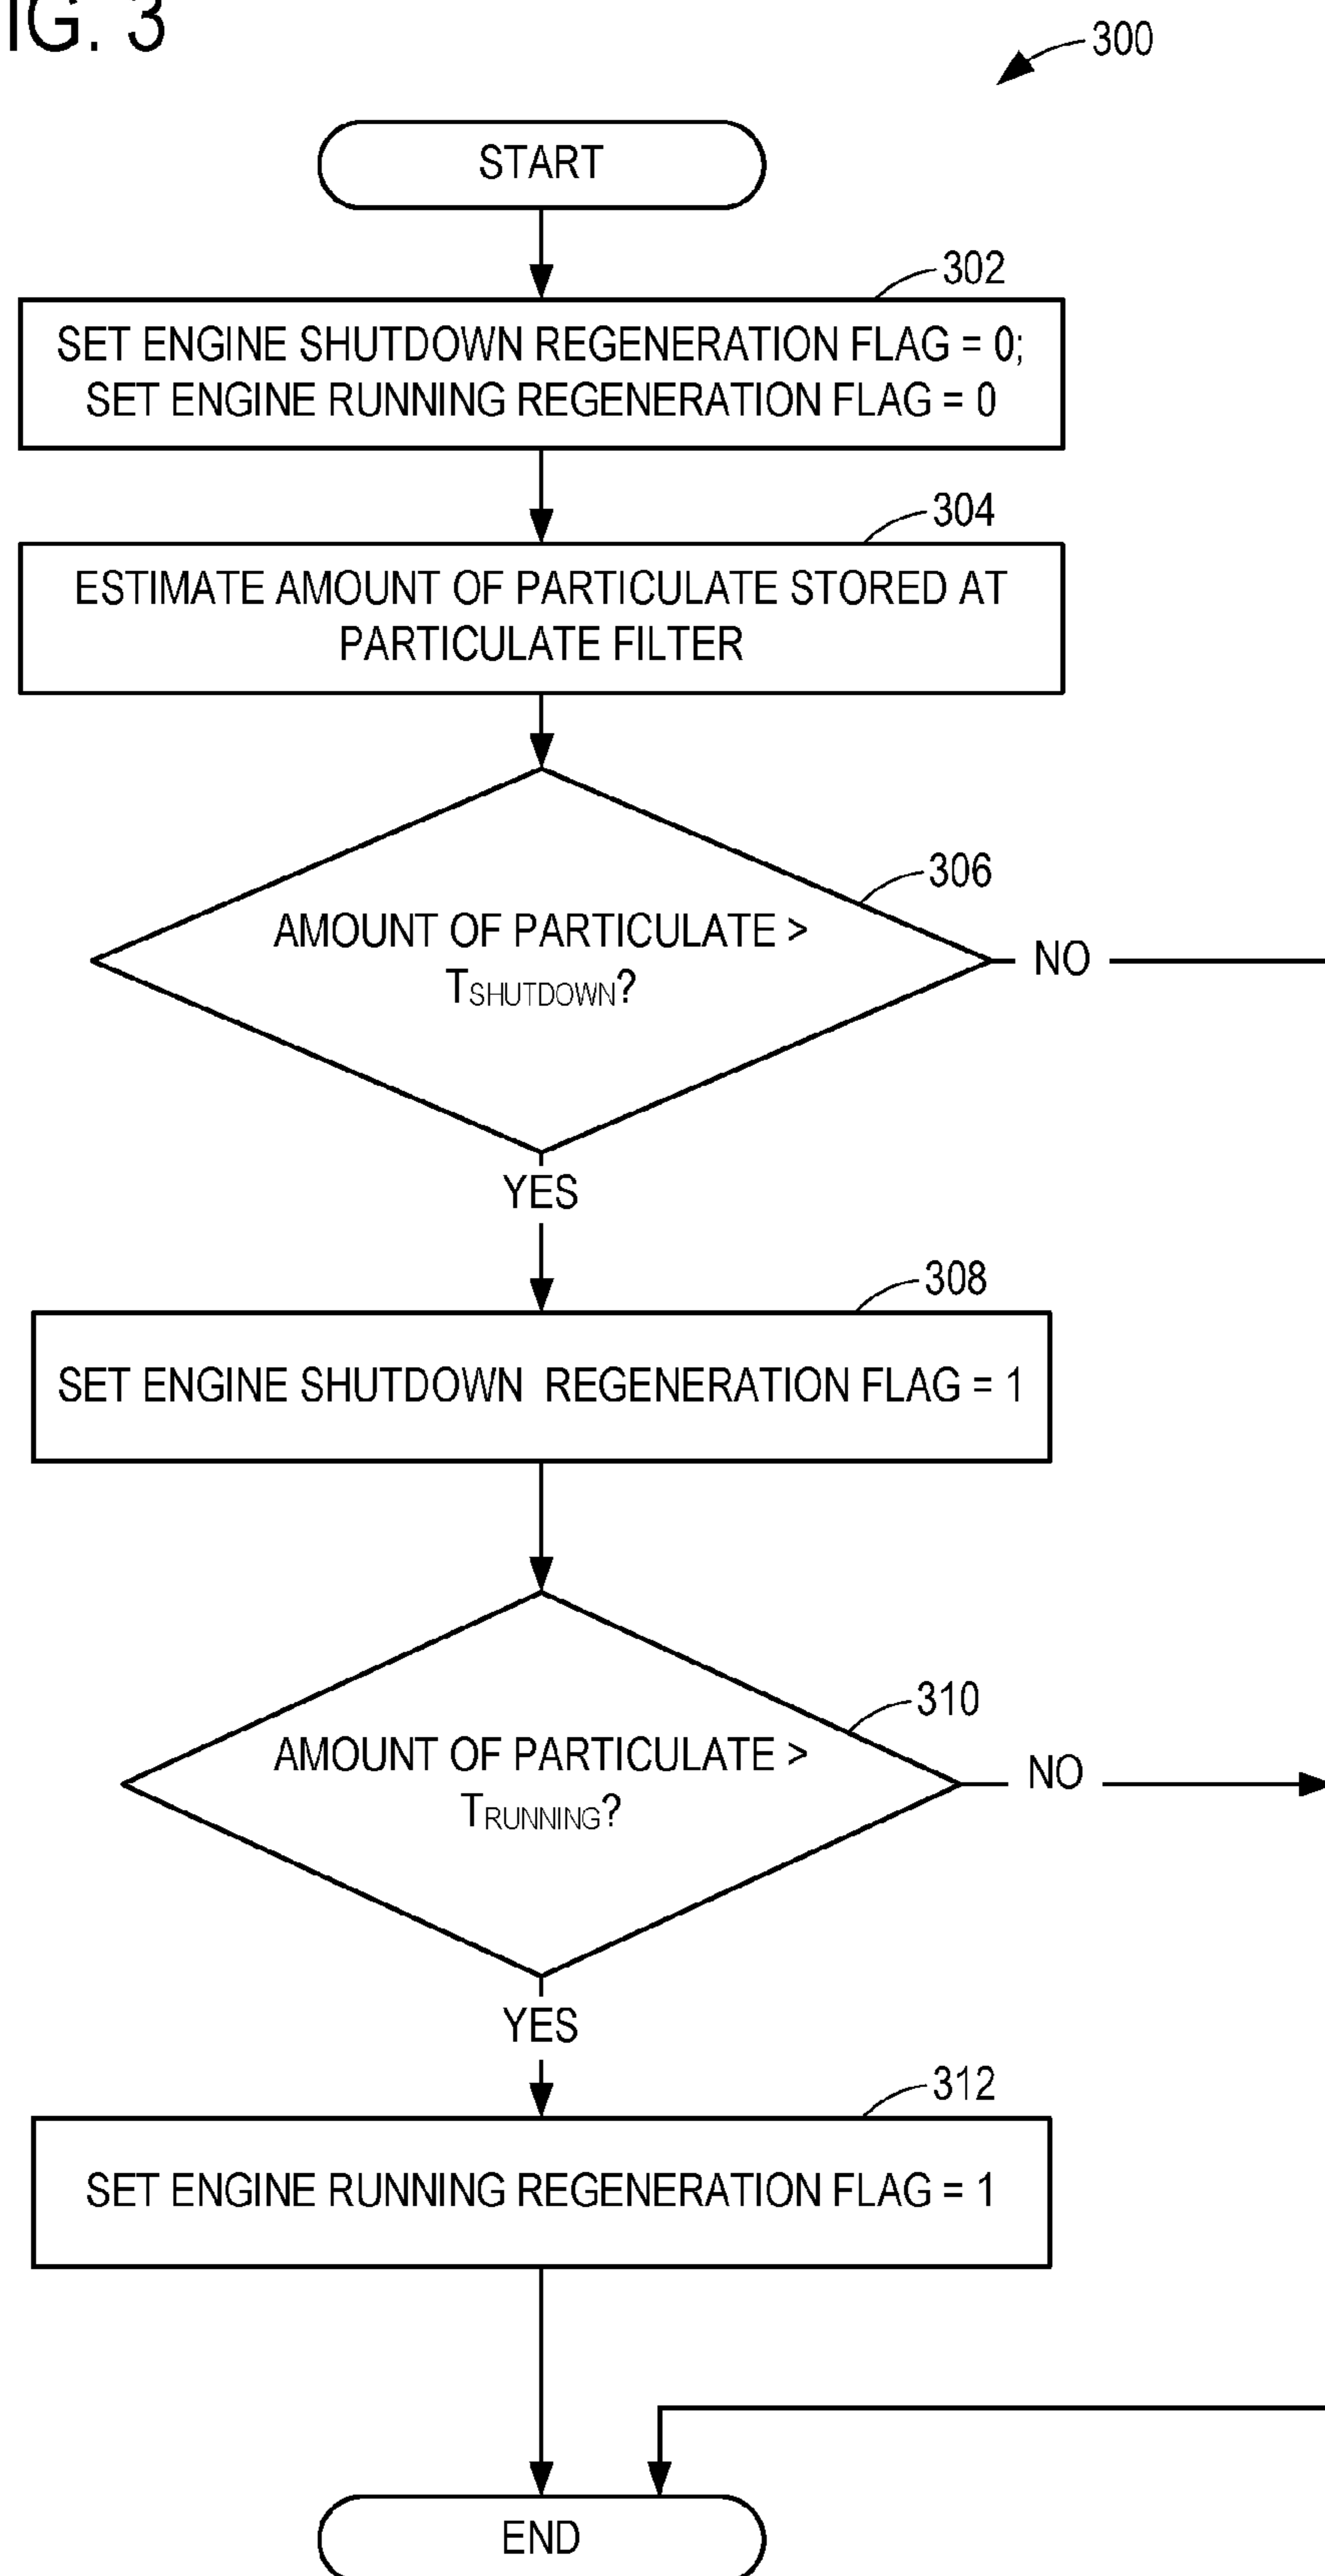 IG. 3
300
START
302
SET ENGINE SHUTDOWN REGENERATION FLAG = 0;
SET ENGINE RUNNING REGENERATION FLAG = 0
304
ESTIMATE AMOUNT OF PARTICULATE STORED AT
PARTICULATE FILTER
306
AMOUNT OF PARTICULATE >
TSHUTDOWN?
NO
YES
308
SET ENGINE SHUTDOWN REGENERATION FLAG = 1
310
AMOUNT OF PARTICULATE >
TRUNNING?
NO
YES
312
SET ENGINE RUNNING REGENERATION FLAG = 1
END